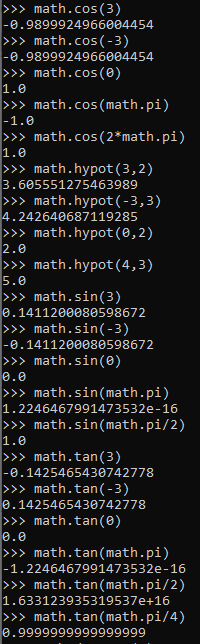 >>> math.cos(3)
-0.9899924966004454
>>> math.cos(-3)
-0.9899924966004454
>>> math.cos(0)
1.0
>>> math.cos(math.pi)
-1.0
>>> math.cos(2*math.pi)
1.0
>>> math.hypot(3,2)
3.605551275463989
>>> math.hypot(-3,3)
4.242640687119285
>>> math.hypot(0,2)
2.0
>>> math.hypot(4,3)
5.0
>>> math.sin(3)
0.1411200080598672
>>> math.sin(-3)
-0.1411200080598672
>>> math.sin(0)
0.0
>>> math.sin(math.pi)
1.2246467991473532e-16
>>> math.sin(math.pi/2)
1.0
>>> math.tan(3)
-0.1425465430742778
>>> math.tan(-3)
0.1425465430742778
>>> math.tan(0)
0.0
>>> math.tan(math.pi)
-1.2246467991473532e-16
>>> math.tan(math.pi/2)
1.633123935319537e+16
>>> math.tan(math.pi/4)
0.9999999999999999